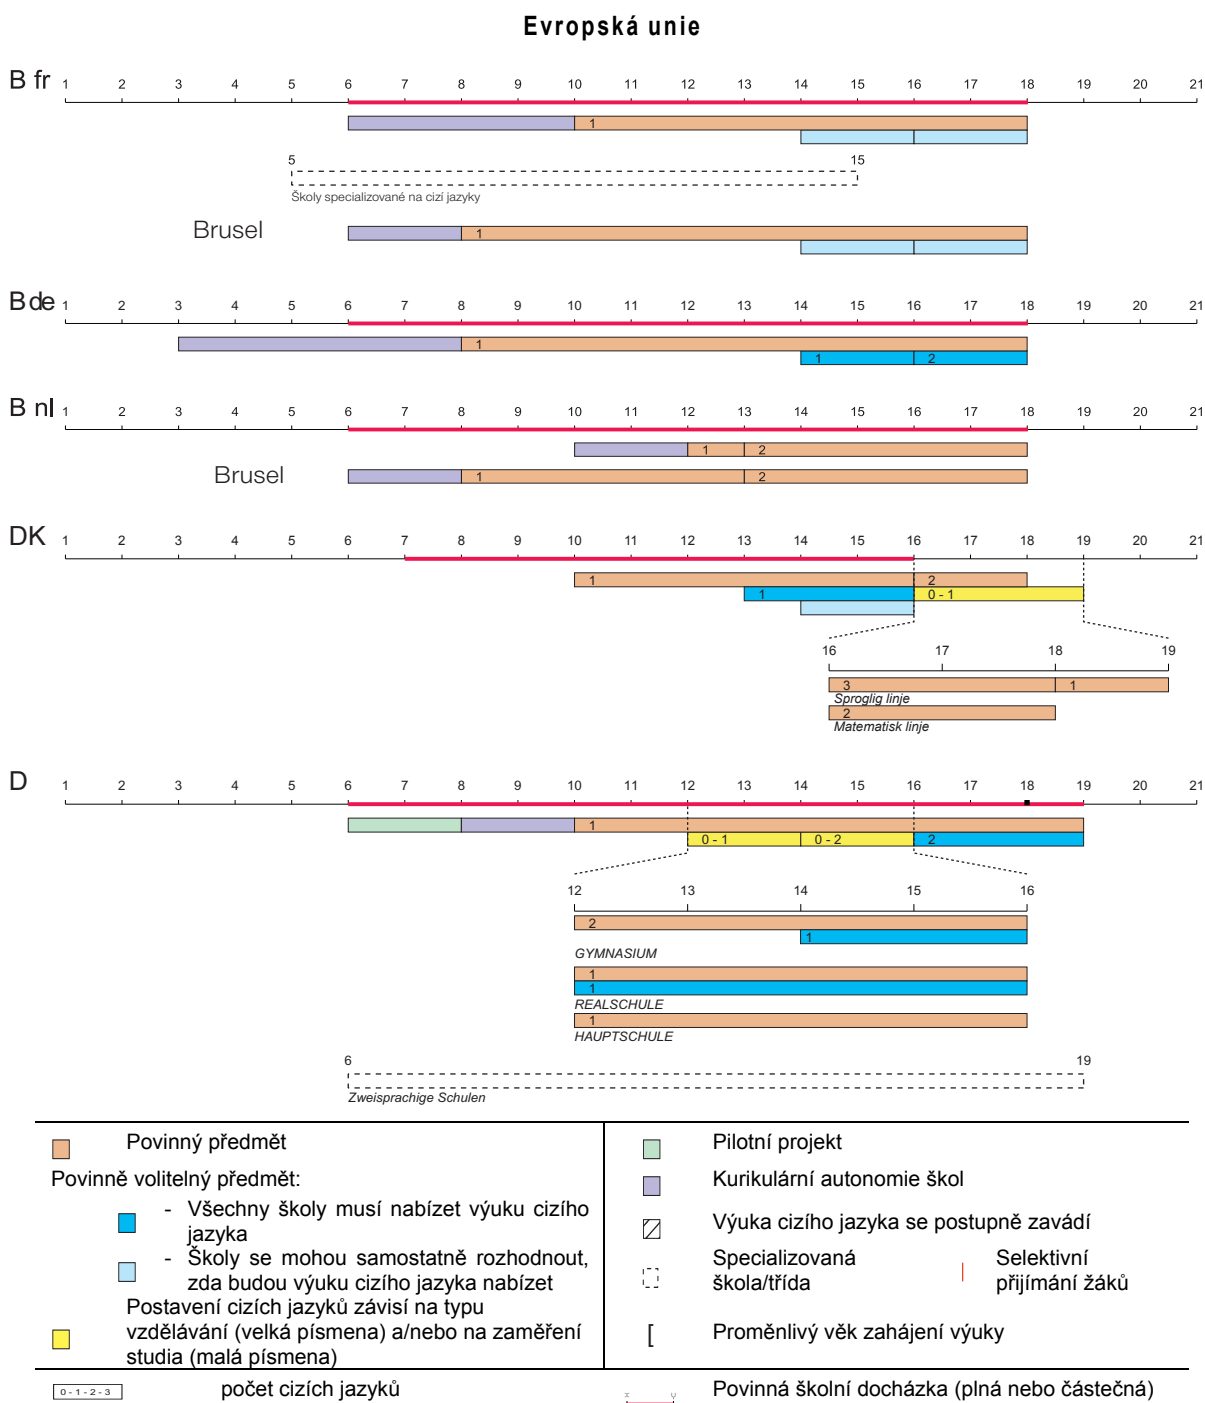 Evropská unie
B fr 1 2 3 4 5 6 7 8 9 10 11 12 13 14 15 16 17 18 19 20 21
1
5 15
Školy specializované na cizí jazyky
Brusel 1
B de 1 2 3 4 5 6 7 8 9 10 11 12 13 14 15 16 17 18 19 21
1
1 2
B nl 1 2 3 4 5 6 7 8 9 10 11 12 13 14 15 16 17 18 19 21
1 2
Brusel 1 2
DK 1 2 3 4 5 6 7 8 9 10 11 12 13 14 15 16 17 18 19 21
1 2
1 0 - 1
16 17 18 19
3 1
Sproglig linje
2
Matematisk linje
D 1 2 3 4 5 6 7 8 9 10 11 12 13 14 15 16 17 18 19 21
1
0 - 1 0 - 2 2
12 13 14 15 16
2
1
GYMNASIUM
1
1
REALSCHULE
1
HAUPTSCHULE
6 19
Zweisprachige Schulen
Povinný předmět
Povinně volitelný předmět:
- Všechny školy musí nabízet výuku cizího
jazyka
- Školy se mohou samostatně rozhodnout,
zda budou výuku cizího jazyka nabízet
Postavení cizích jazyků závisí na typu
vzdělávání (velká písmena) a/nebo na zaměření
studia (malá písmena)
Pilotní projekt
Kurikulární autonomie škol
Výuka cizího jazyka se postupně zavádí
Specializovaná
škola/třída
Selektivní
přijímání žáků
[ Proměnlivý věk zahájení výuky
0 - 1 - 2 - 3 počet cizích jazyků
Povinná školní docházka (plná nebo částečná)